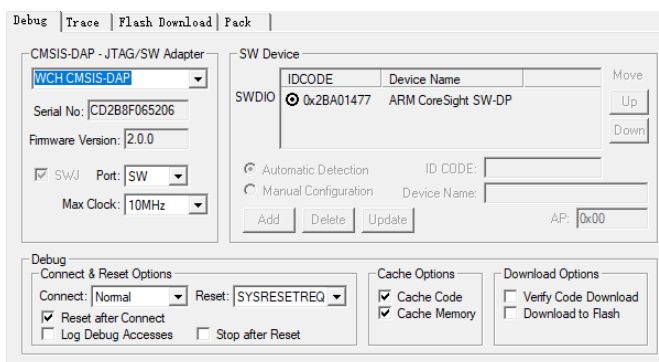 Debug Trace Flash Download Pack
CMSIS-DAP - JTAG/SW Adapter
WCH CMSIS-DAP
Serial No: CD2B8F065206
Firmware Version: 2.0.0
SWJ Port: SW
Max Clock: 10MHz
SW Device
IDCODE Device Name Move
SWDIO 0x2BA01477 ARM CoreSight SW-DP Up
Down
Automatic Detection ID CODE:
Manual Configuration Device Name:
Add Delete Update AP: 0x00
Debug
Connect & Reset Options
Connect: Normal Reset: SYSRESETREQ
Reset after Connect
Log Debug Accesses Stop after Reset
Cache Options
Cache Code
Cache Memory
Download Options
Verify Code Download
Download to Flash